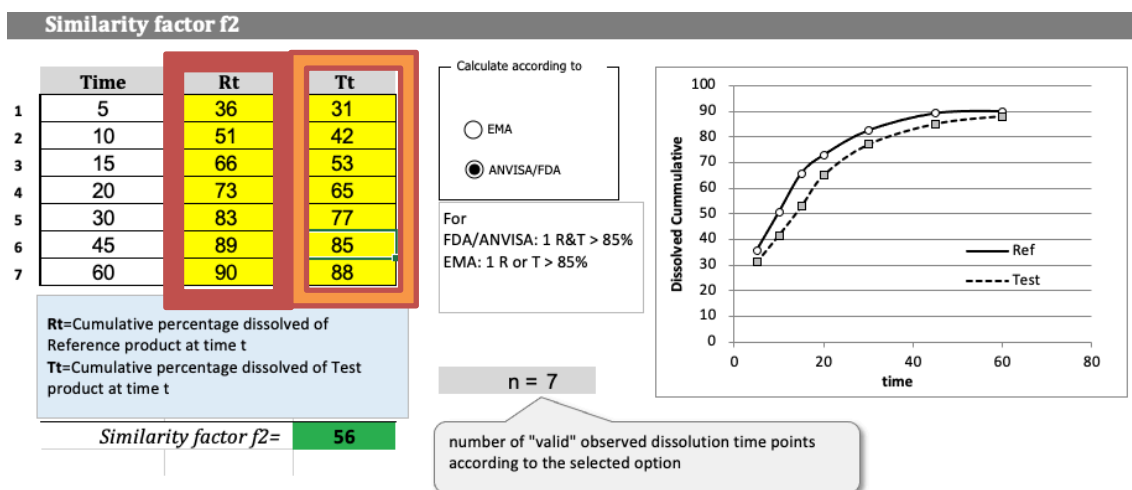 Similarity factor f2
Time Rt Tt
1 5 36 31
2 10 51 42
3 15 66 53
4 20 73 65
5 30 83 77
6 45 89 85
7 60 90 88
Rt=Cumulative percentage dissolved of
Reference product at time t
Tt=Cumulative percentage dissolved of Test
product at time t
Similarity factor f2= 56
Calculate according to
EMA
ANVISA/FDA
For
FDA/ANVISA: 1 R&T > 85%
EMA: 1 R or T > 85%
n = 7
number of "valid" observed dissolution time points
according to the selected option
Dissolved Cummulative
100
90
80
70
60
50
40
30
20
10
0
Ref
Test
0 20 40 60 80
time